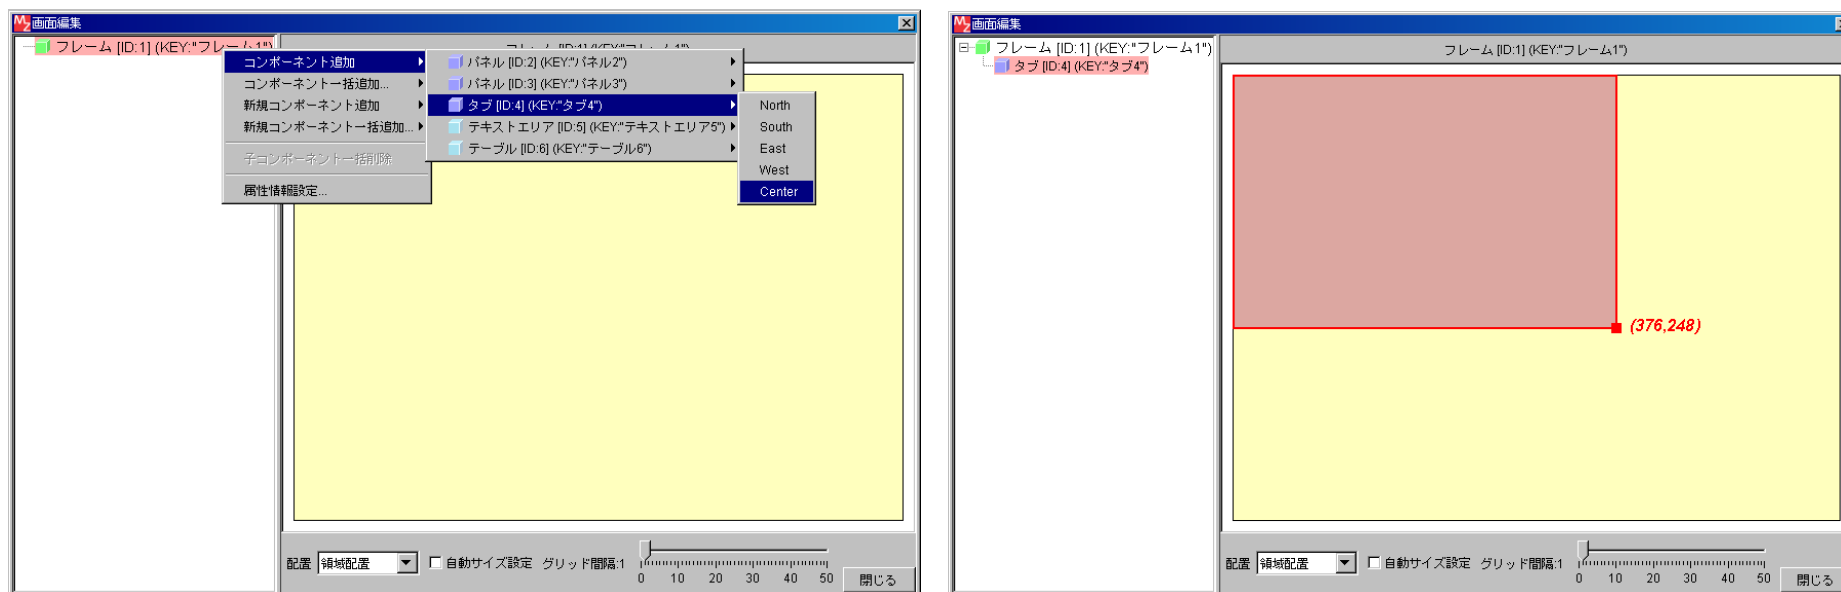 画面編集
フレーム [ID:1] (KEY:"フレーム1")
フレーム [ID:1] (KEY:"フレーム1")
コンポーネント追加
コンポーネント一括追加...
新規コンポーネント追加
新規コンポーネント一括追加...
子コンポーネント一括削除
属性情報設定...
パネル [ID:2] (KEY:"パネル2")
パネル [ID:3] (KEY:"パネル3")
タブ [ID:4] (KEY:"タブ4")
テキストエリア [ID:5] (KEY:"テキストエリア5")
テーブル [ID:6] (KEY:"テーブル6")
North
South
East
West
Center
配置 領域配置 自動サイズ設定 グリッド間隔:1
0 10 20 30 40 50
閉じる
画面編集
フレーム [ID:1] (KEY:"フレーム1")
タブ [ID:4] (KEY:"タブ4")
フレーム [ID:1] (KEY:"フレーム1")
(376,248)
配置 領域配置 自動サイズ設定 グリッド間隔:1
0 10 20 30 40 50
閉じる